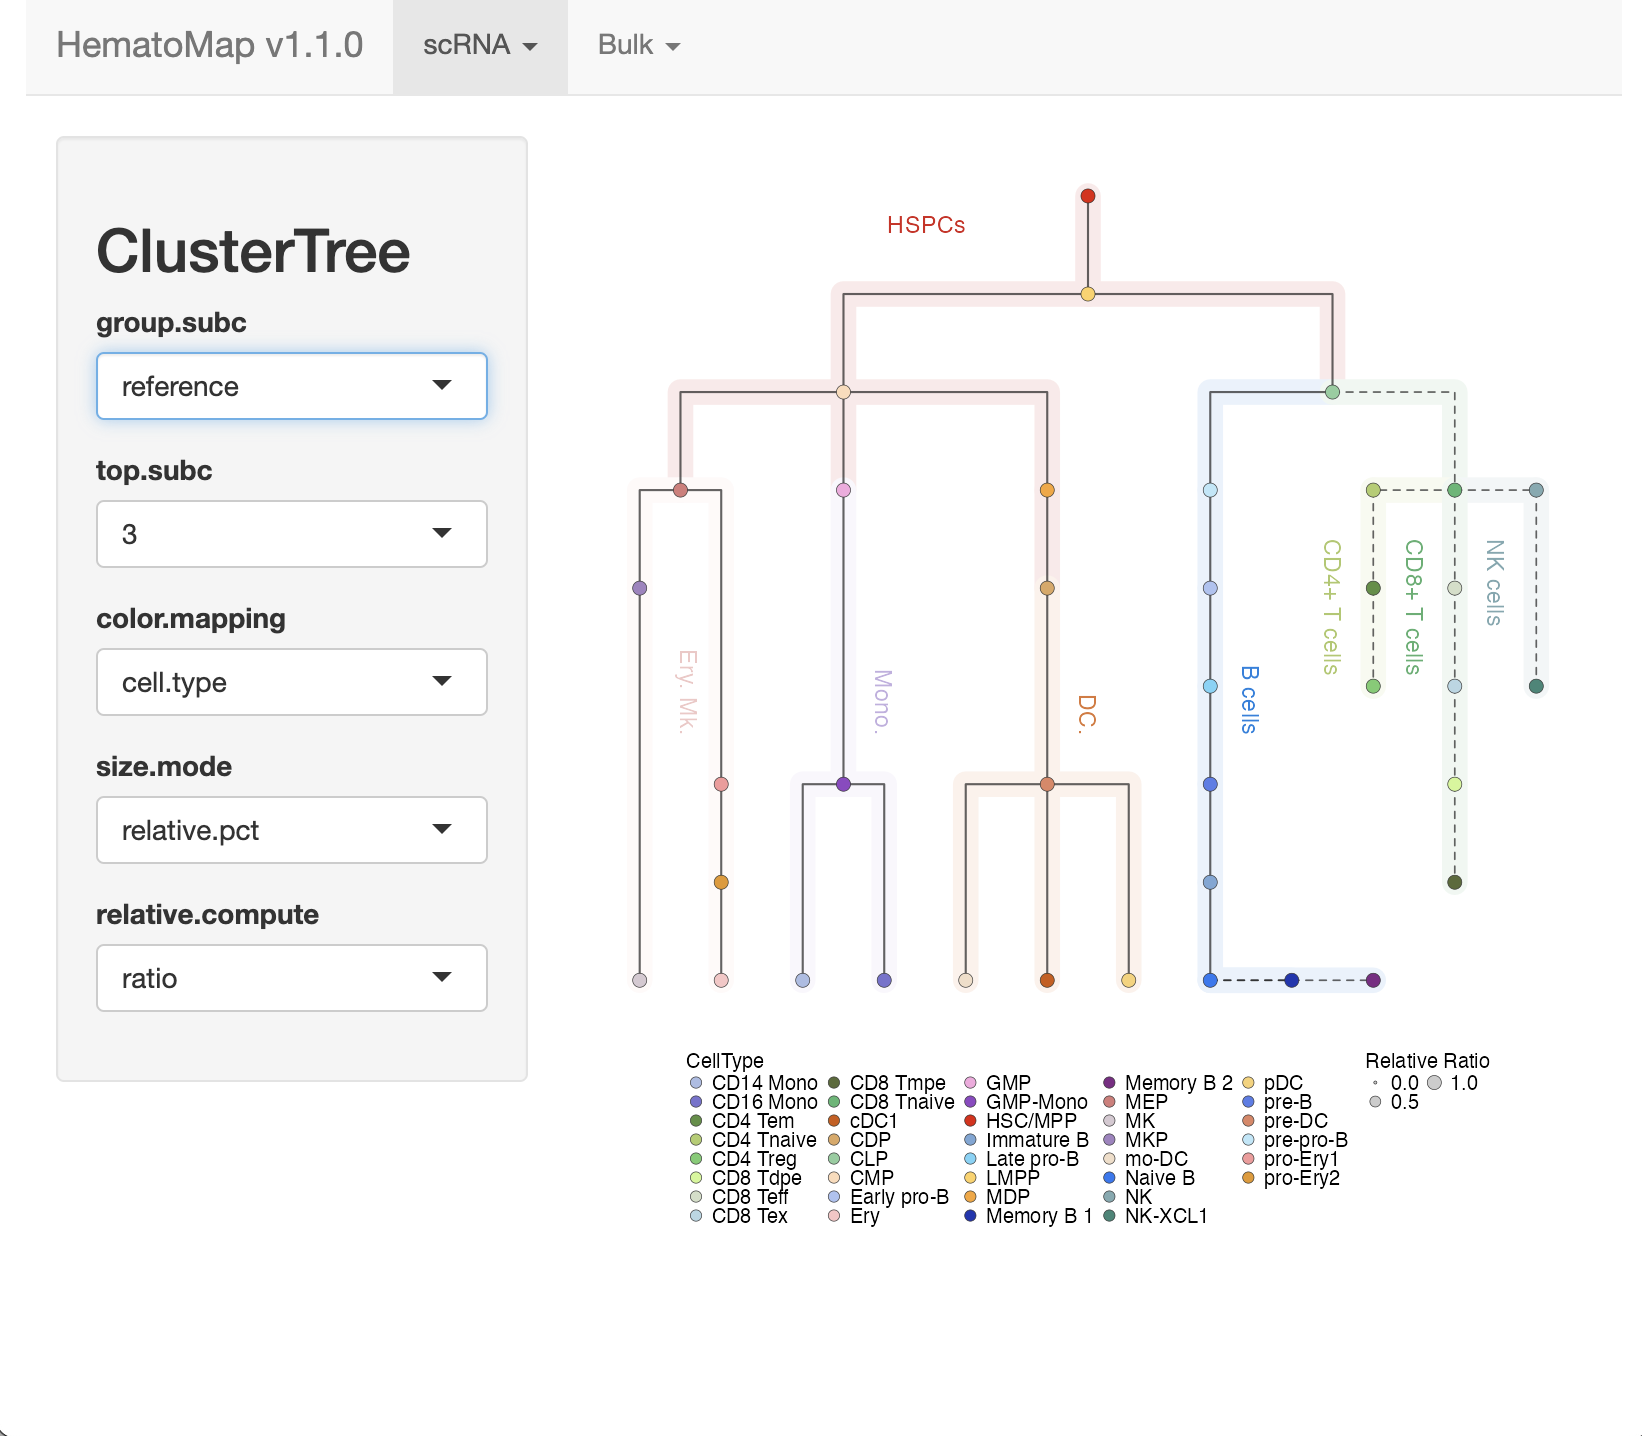 HematoMap v1.1.0 scRNA Bulk
ClusterTree
group.subc
reference
top.subc
3
color.mapping
cell.type
size.mode
relative.pct
relative.compute
ratio
HSPCs
Ery. Mk.
Mono.
DC.
B cells
CD4+ T cells
CD8+ T cells
NK cells
CellType
CD14 Mono
CD16 Mono
CD4 Tem
CD4 Tnaive
CD4 Treg
CD8 Tdpe
CD8 Teff
CD8 Tex
CD8 Tmpe
CD8 Tnaive
cDC1
CDP
CLP
CMP
Early pro-B
Ery
GMP
GMP-Mono
HSC/MPP
Immature B
Late pro-B
LMPP
MDP
Memory B 1
Memory B 2
MEP
MK
MKP
mo-DC
Naive B
NK
NK-XCL1
pDC
pre-B
pre-DC
pre-pro-B
pro-Ery1
pro-Ery2
Relative Ratio
0.0 1.0
0.5